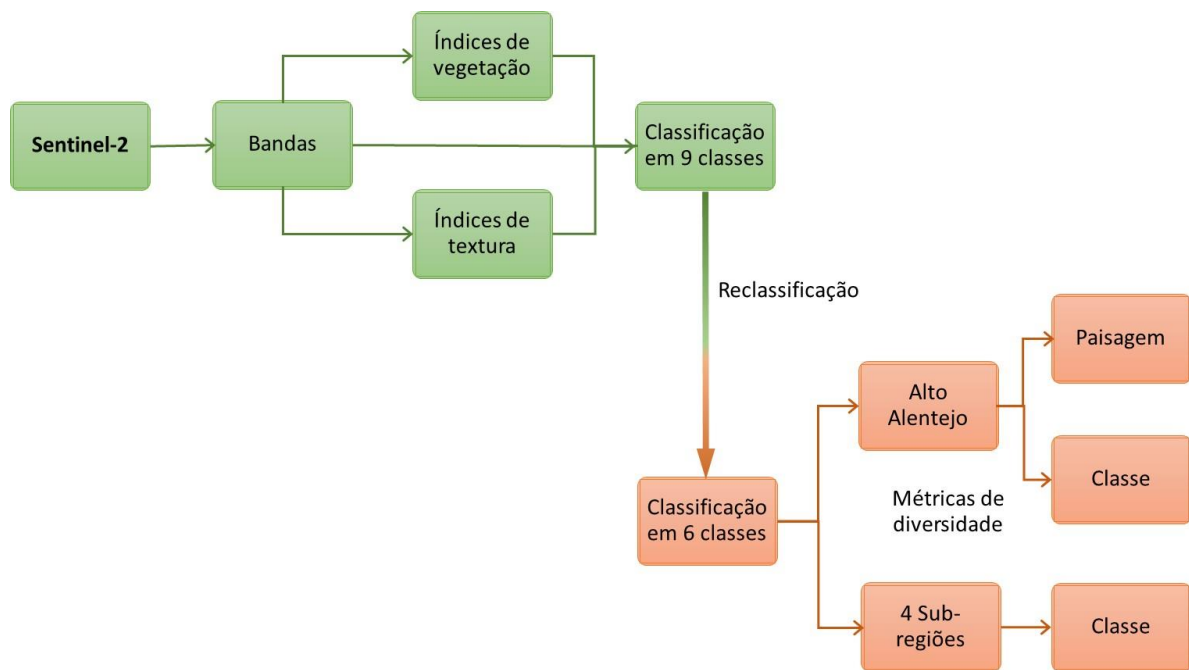 Índices de
vegetação
Sentinel-2
Bandas
Classificação
em 9 classes
Índices de
textura
Reclassificação
Paisagem
Alto
Alentejo
Classe
Métricas de
diversidade
Classificação
em 6 classes
4 Sub-
regiões
Classe